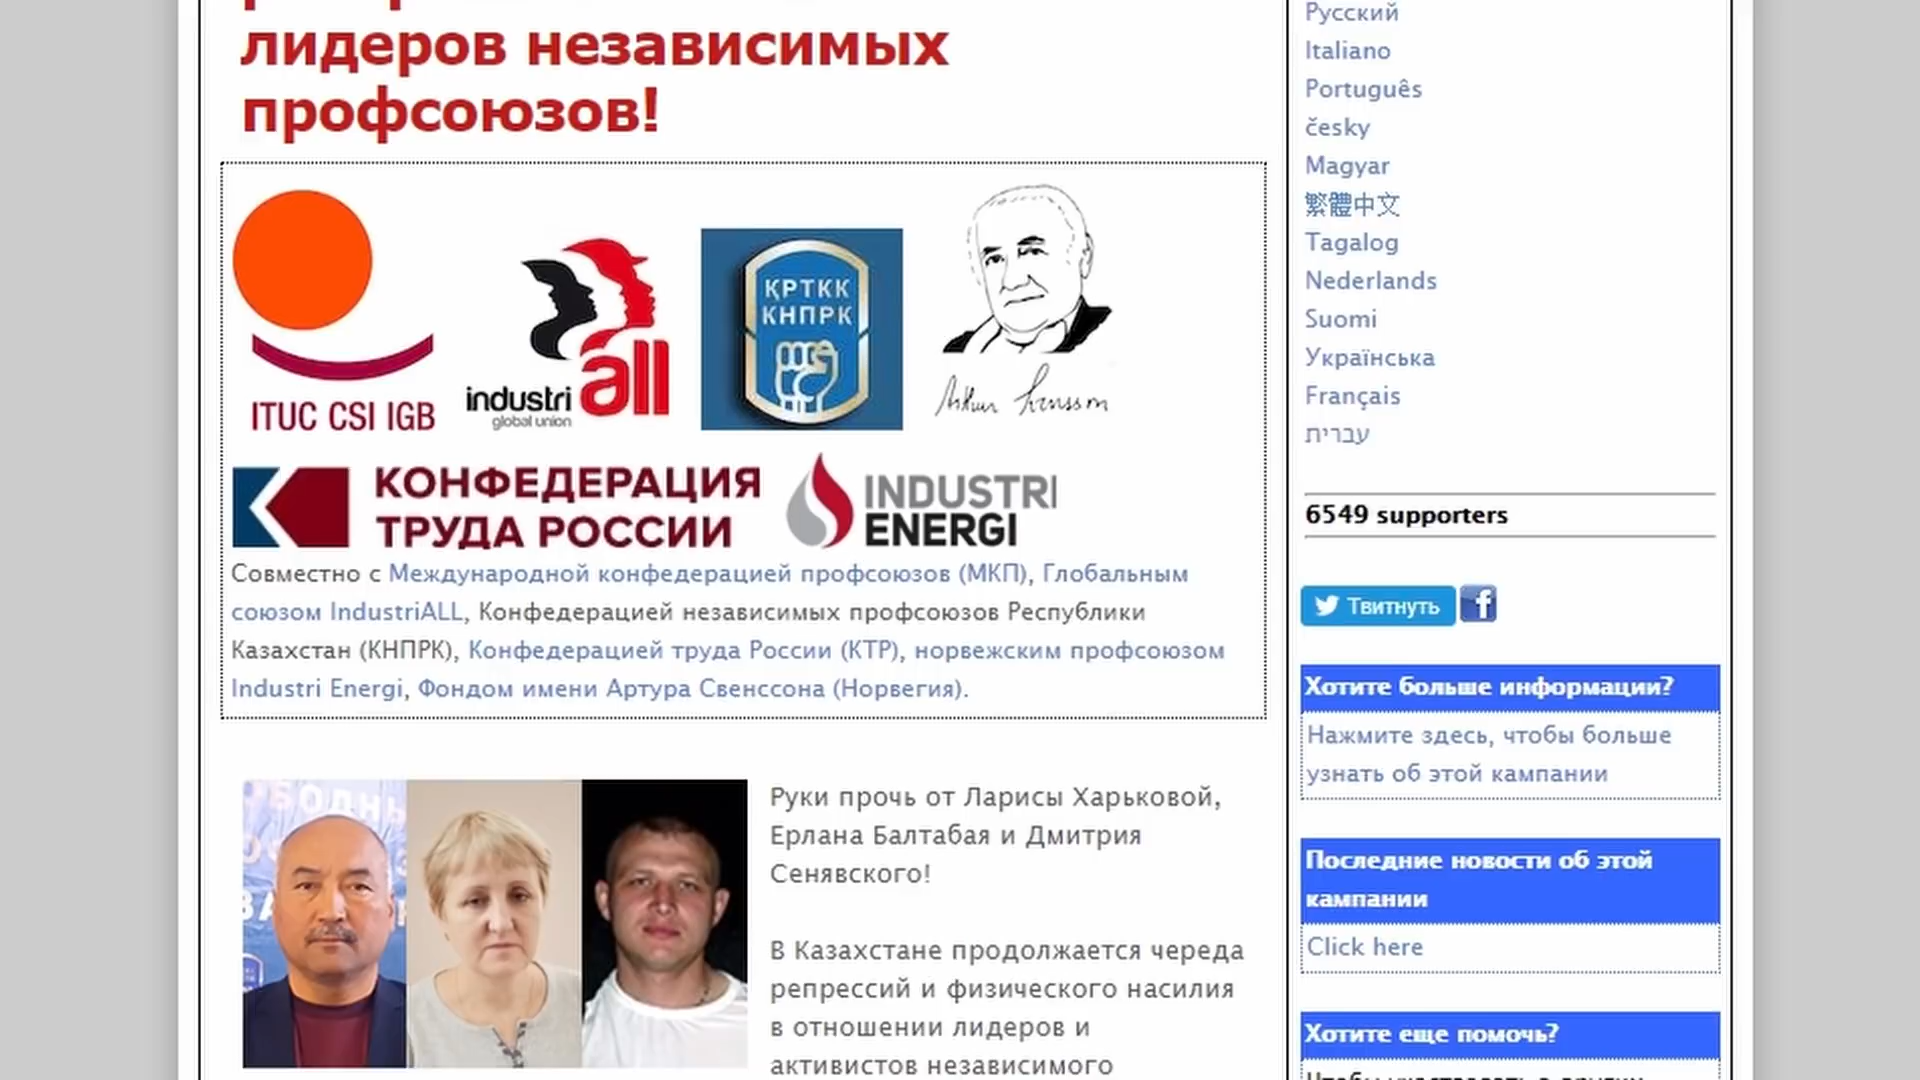 лидеров независимых
профсоюзов!
ITUC CSI IGB
industri
all
global union
ҚРТКК
КНПРК
КОНФЕДЕРАЦИЯ
ТРУДА РОССИИ
INDUSTRI
ENERGI
Совместно с Международной конфедерацией профсоюзов (МКП), Глобальным
союзом IndustriALL, Конфедерацией независимых профсоюзов Республики
Казахстан (КНПРК), Конфедерацией труда России (КТР), норвежским профсоюзом
Industri Energi, Фондом имени Артура Свенссона (Норвегия).
Руки прочь от Ларисы Харьковой,
Ерлана Балтабая и Дмитрия
Сенявского!
В Казахстане продолжается череда
репрессий и физического насилия
в отношении лидеров и
активистов независимого
Русский
Italiano
Português
česky
Magyar
繁體中文
Tagalog
Nederlands
Suomi
Українська
Français
עברית
6549 supporters
Твитнуть
Хотите больше информации?
Нажмите здесь, чтобы больше
узнать об этой кампании
Последние новости об этой
кампании
Click here
Хотите еще помочь?